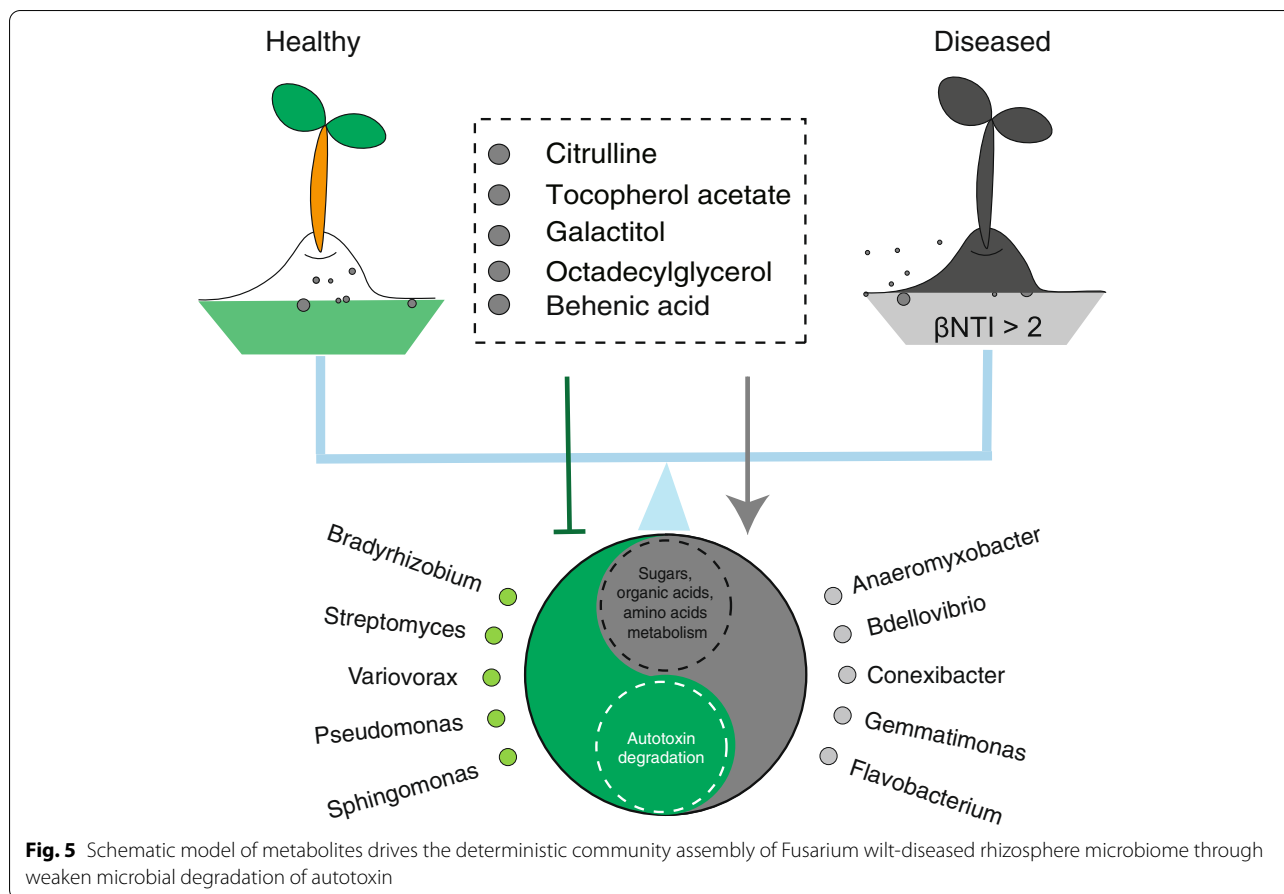 Healthy
Diseased
Citrulline
Tocopherol acetate
Galactitol
Octadecylglycerol
Behenic acid
βNTI > 2
Bradyrhizobium
Streptomyces
Variovorax
Pseudomonas
Sphingomonas
Sugars,
organic acids,
amino acids
metabolism
Autotoxin
degradation
Anaeromyxobacter
Bdellovibrio
Conexibacter
Gemmatimonas
Flavobacterium
Fig. 5 Schematic model of metabolites drives the deterministic community assembly of Fusarium wilt-diseased rhizosphere microbiome through
weaken microbial degradation of autotoxin